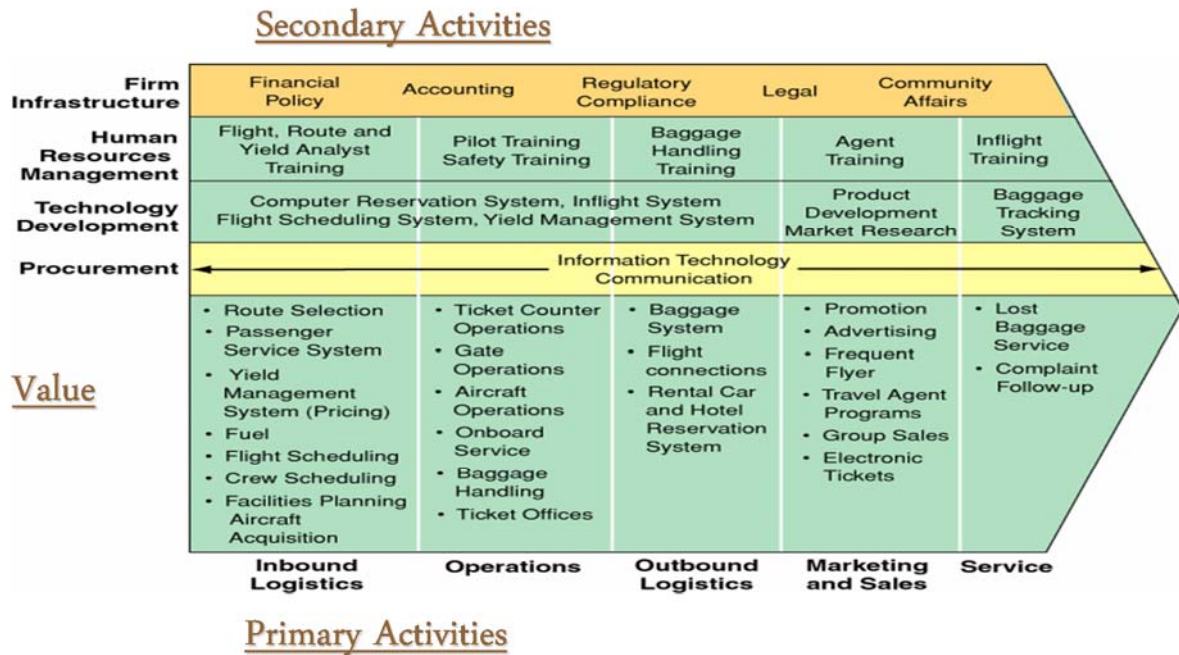 Secondary Activities
Firm
Infrastructure
Financial
Policy
Accounting
Regulatory
Compliance
Legal
Community
Affairs
Human
Resources
Management
Flight, Route and
Yield Analyst
Training
Pilot Training
Safety Training
Baggage
Handling
Training
Agent
Training
Inflight
Training
Technology
Development
Computer Reservation System, Inflight System
Flight Scheduling System, Yield Management System
Product
Development
Market Research
Baggage
Tracking
System
Procurement
Information Technology
Communication
Value
• Route Selection
• Passenger
Service System
• Yield
Management
System (Pricing)
• Fuel
• Flight Scheduling
• Crew Scheduling
• Facilities Planning
Aircraft
Acquisition
• Ticket Counter
Operations
• Gate
Operations
• Aircraft
Operations
• Onboard
Service
• Baggage
Handling
• Ticket Offices
• Baggage
System
• Flight
connections
• Rental Car
and Hotel
Reservation
System
• Promotion
• Advertising
• Frequent
Flyer
• Travel Agent
Programs
• Group Sales
• Electronic
Tickets
• Lost
Baggage
Service
• Complaint
Follow-up
Inbound
Logistics
Operations
Outbound
Logistics
Marketing
and Sales
Service
Primary Activities